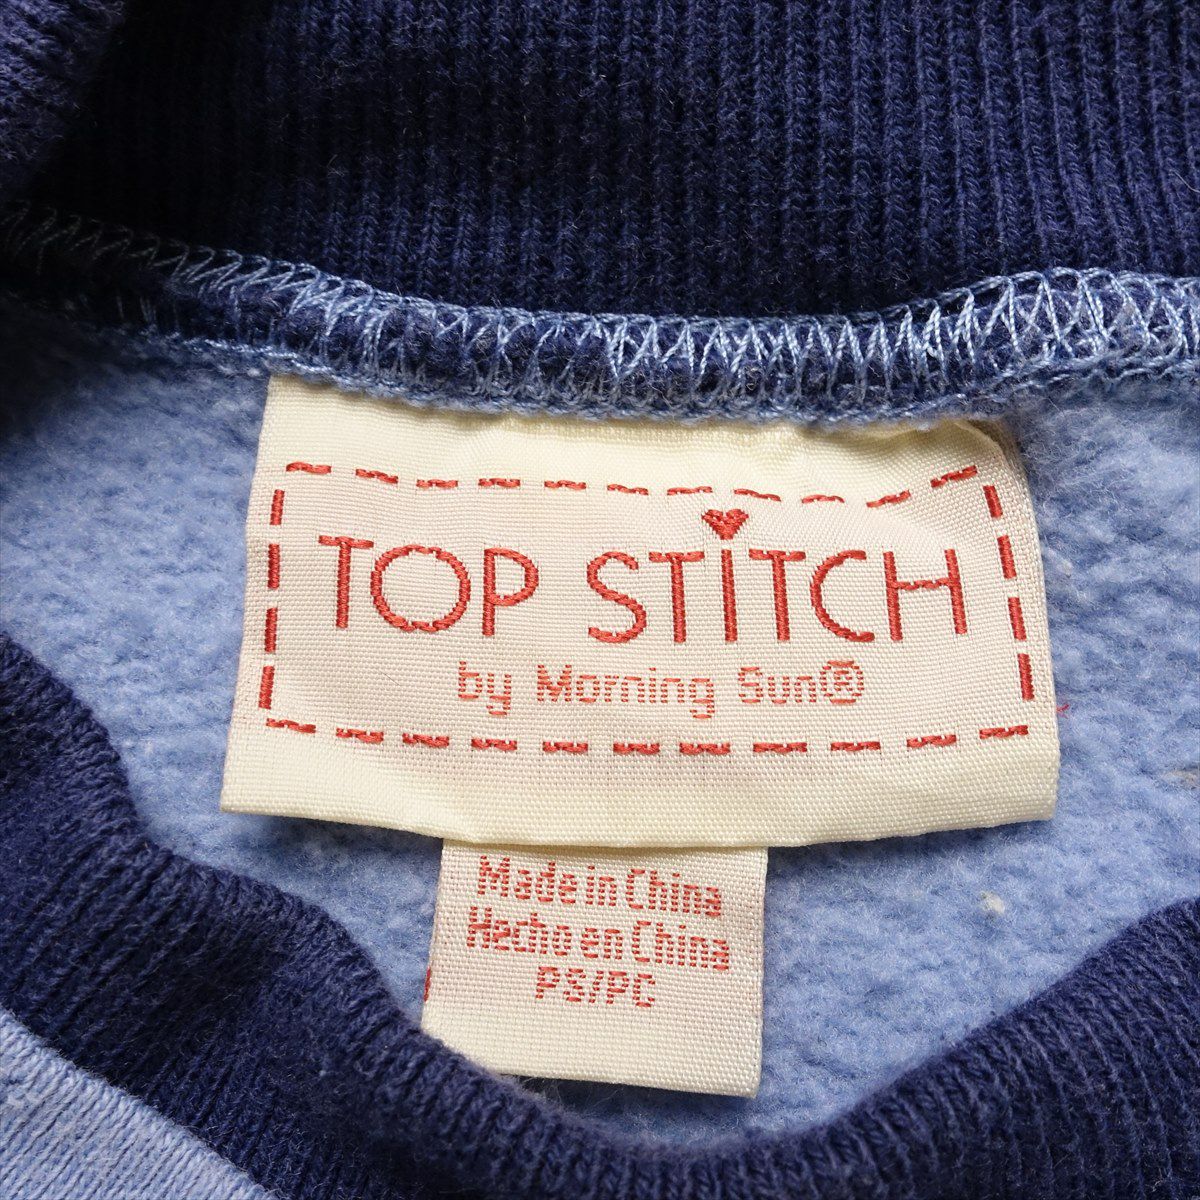 TOP STiTCH
by Morning Sun®
Made in China
Hecho en China
PS/PC